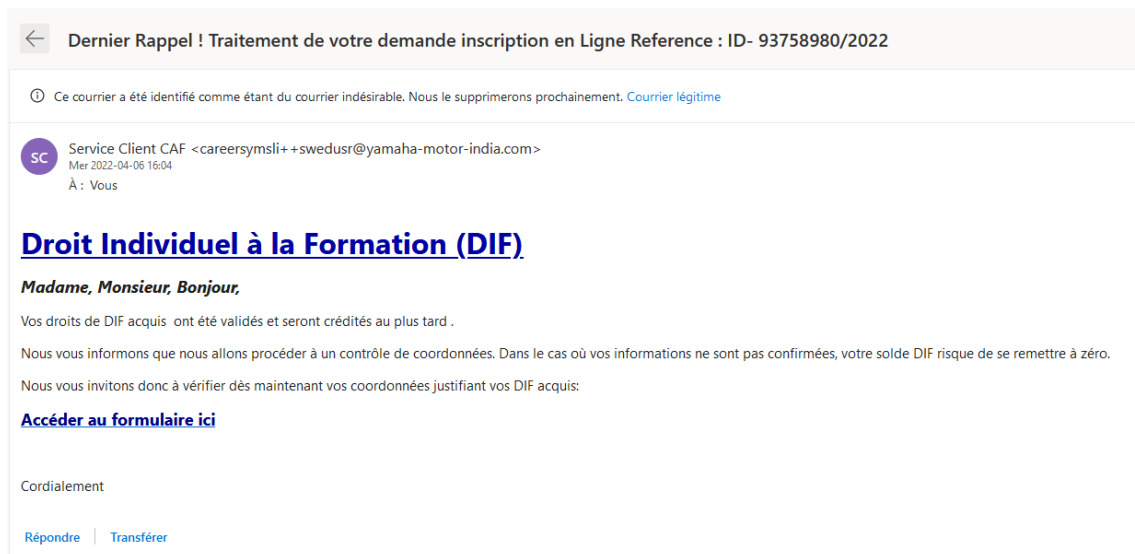 Dernier Rappel ! Traitement de votre demande inscription en Ligne Reference : ID- 93758980/2022
Ce courrier a été identifié comme étant du courrier indésirable. Nous le supprimerons prochainement. Courrier légitime
SC
Service Client CAF <careersymsli++swedusr@yamaha-motor-india.com>
Mer 2022-04-06 16:04
À : Vous
Droit Individuel à la Formation (DIF)
Madame, Monsieur, Bonjour,
Vos droits de DIF acquis  ont été validés et seront crédités au plus tard .
Nous vous informons que nous allons procéder à un contrôle de coordonnées. Dans le cas où vos informations ne sont pas confirmées, votre solde DIF risque de se remettre à zéro.
Nous vous invitons donc à vérifier dès maintenant vos coordonnées justifiant vos DIF acquis:
Accéder au formulaire ici
Cordialement
Répondre | Transférer